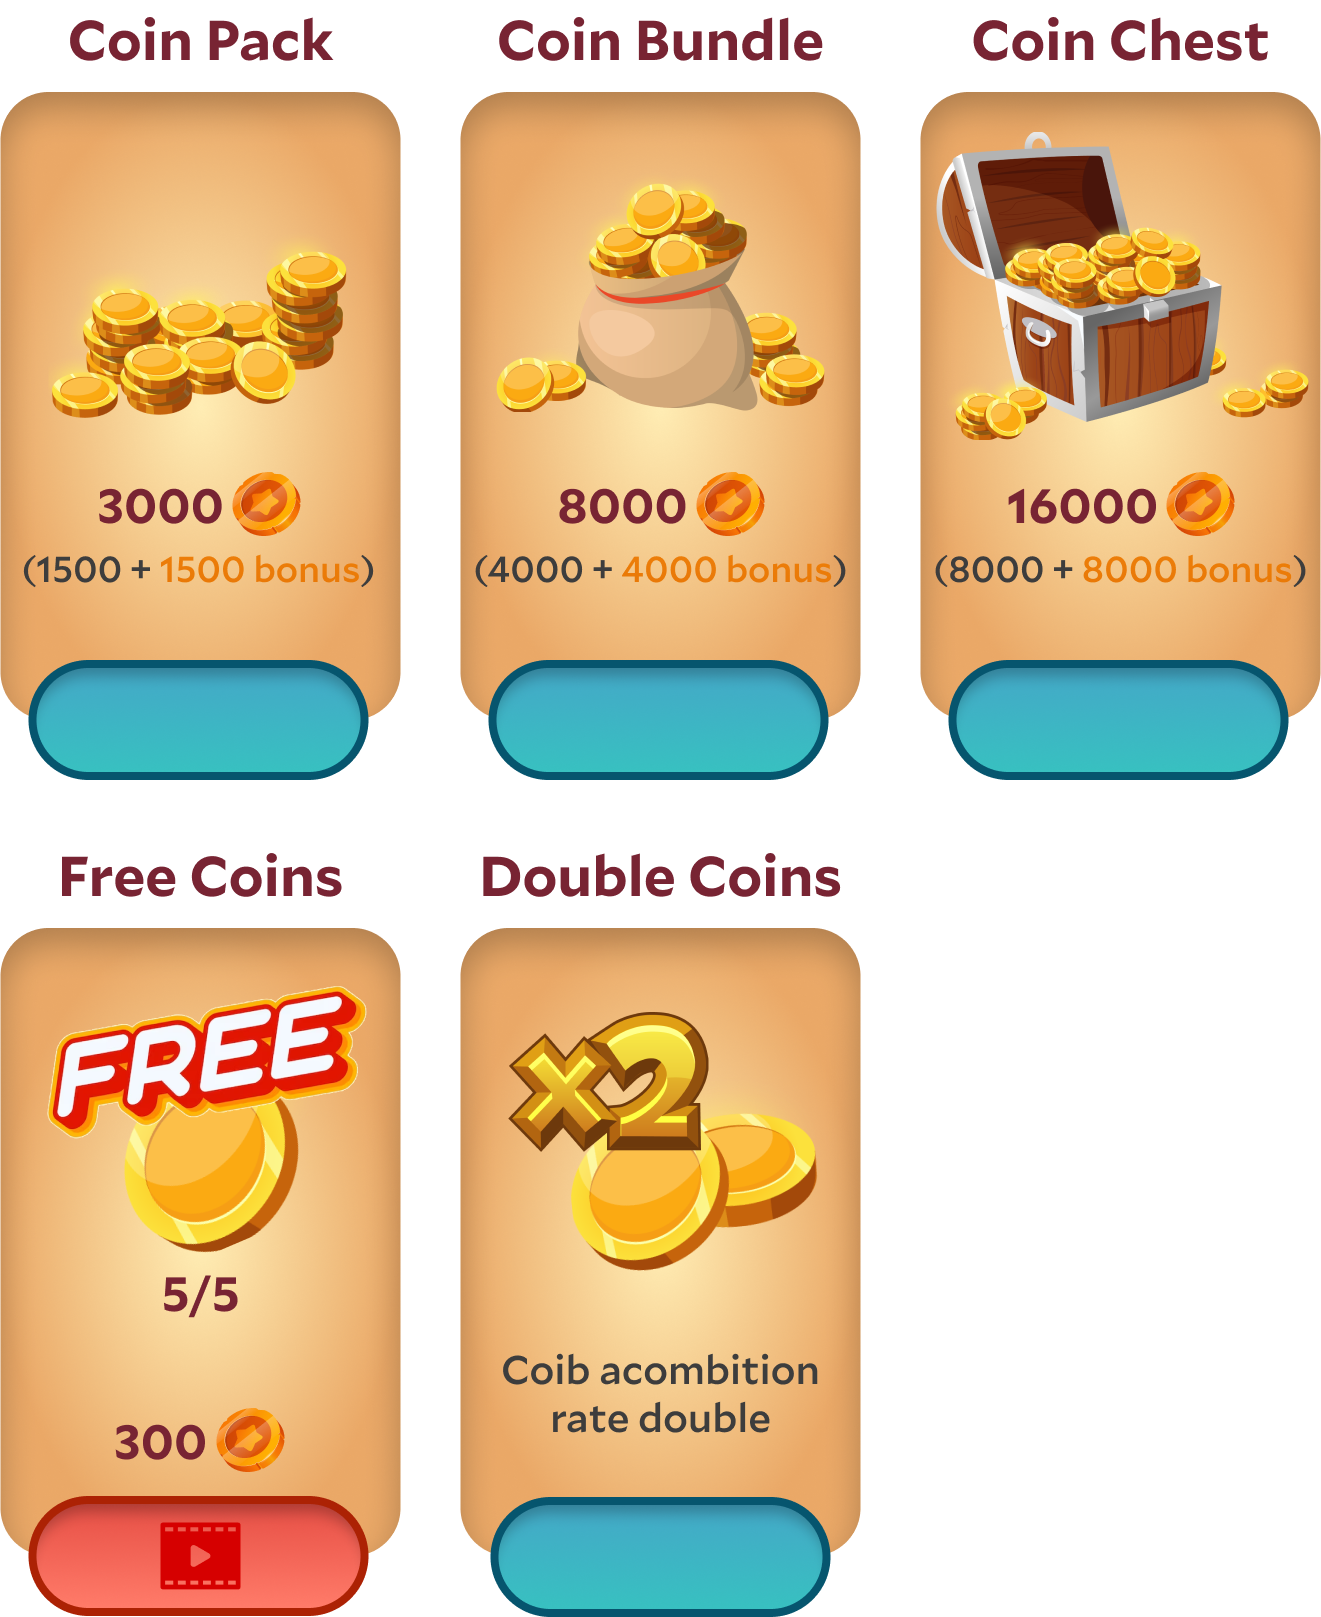 Coin Pack
Coin Bundle
Coin Chest
3000
(1500 + 1500 bonus)
8000
(4000 + 4000 bonus)
16000
(8000 + 8000 bonus)
Free Coins
Double Coins
FREE
5/5
300
x2
Coib acombition
rate double